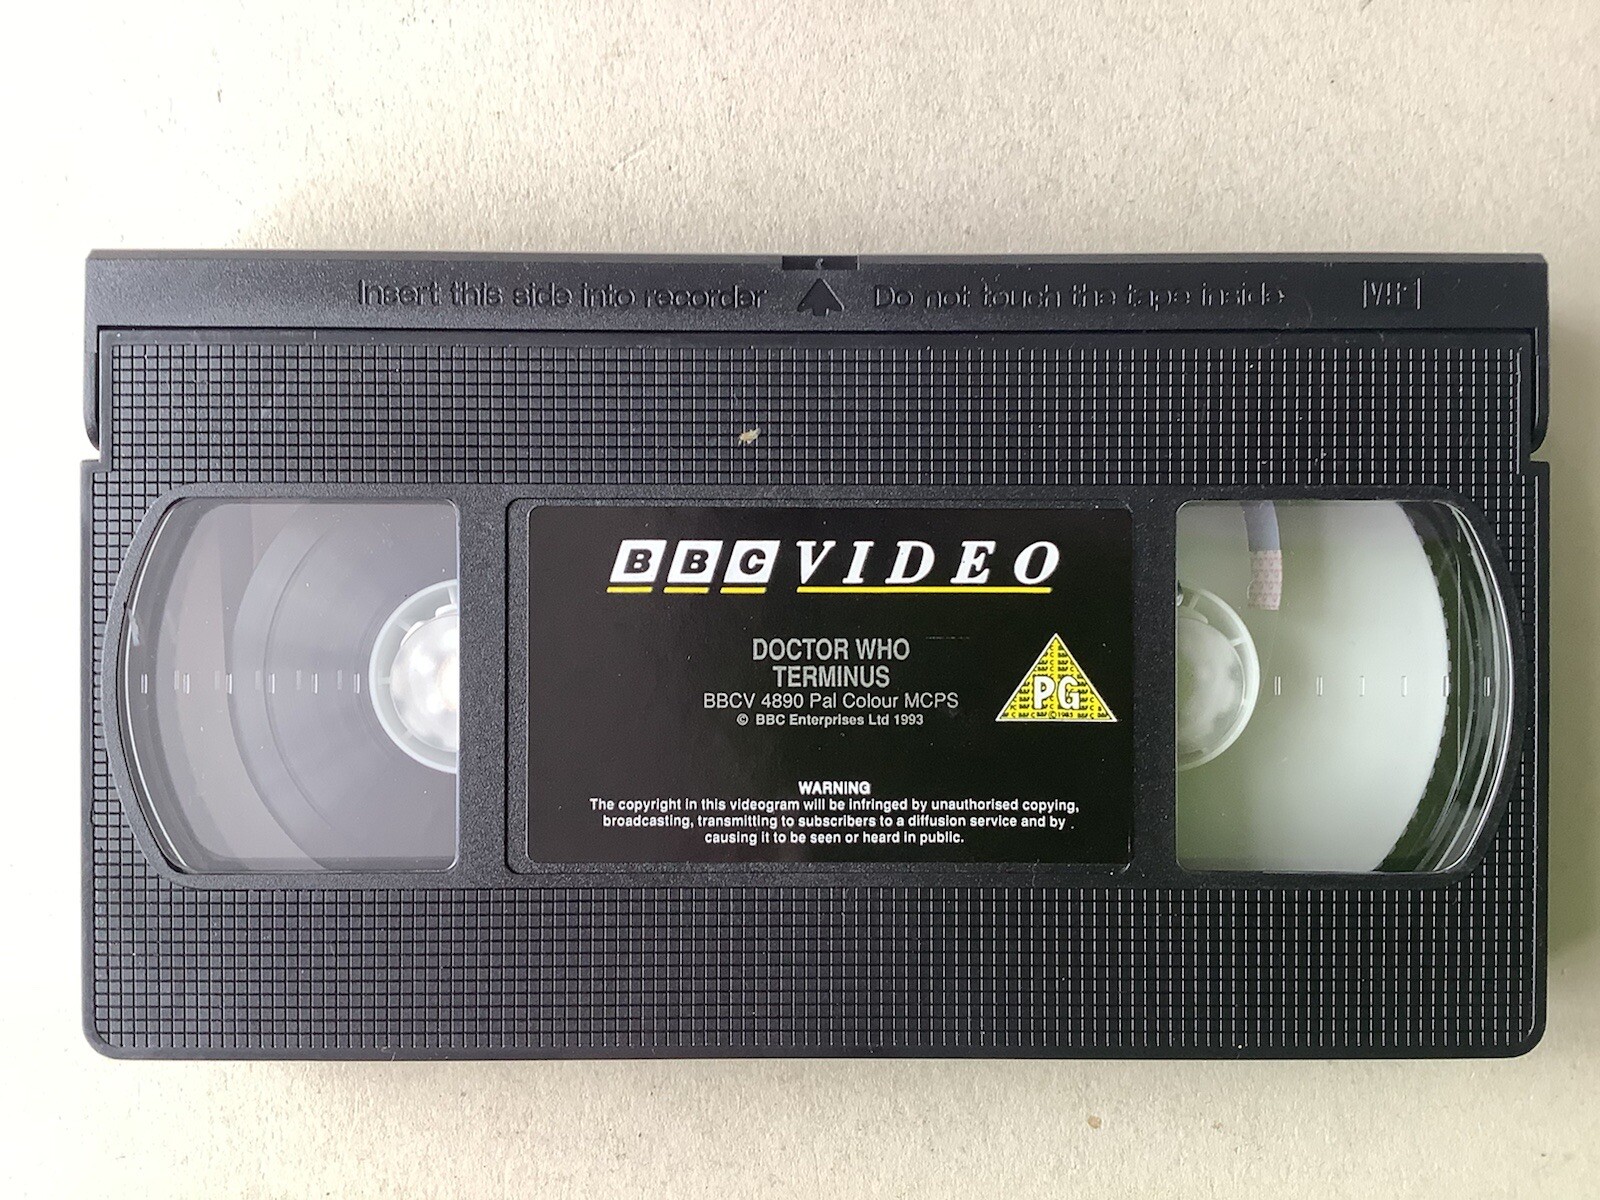 Insert this side into recorder
Do not touch the tape inside
VHS
BBC VIDEO
DOCTOR WHO
TERMINUS
BBCV 4890 Pal Colour MCPS
© BBC Enterprises Ltd 1993
PG
©1985
WARNING
The copyright in this videogram will be infringed by unauthorised copying,
broadcasting, transmitting to subscribers to a diffusion service and by
causing it to be seen or heard in public.